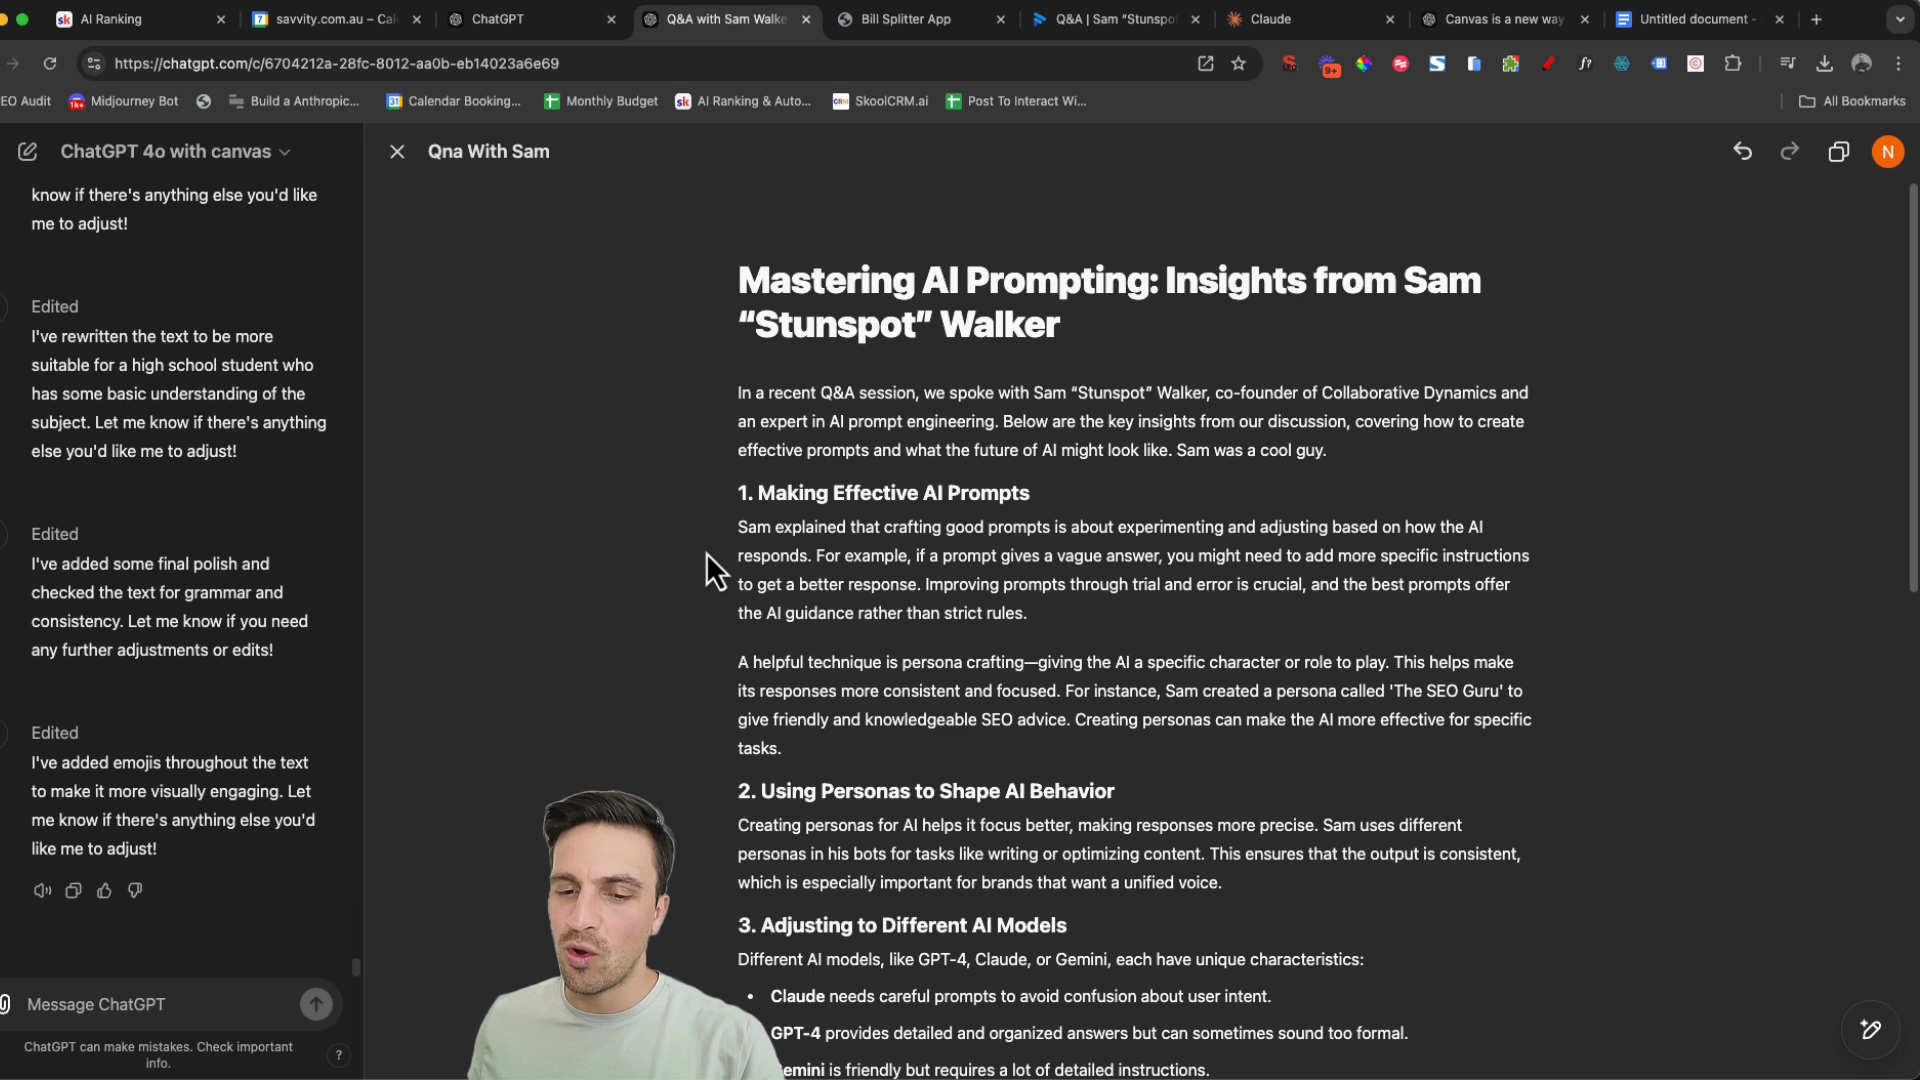 AI Ranking
savvity.com.au – Cal
ChatGPT
Q&A with Sam Walke
Bill Splitter App
Q&A | Sam “Stunspo
Claude
Canvas is a new way
Untitled document -
https://chatgpt.com/c/6704212a-28fc-8012-aa0b-eb14023a6e69
9+
EO Audit
Midjourney Bot
Build a Anthropic...
Calendar Booking...
Monthly Budget
AI Ranking & Auto...
SkoolCRM.ai
Post To Interact Wi...
All Bookmarks
ChatGPT 4o with canvas
Qna With Sam
N
know if there's anything else you'd like
me to adjust!
Edited
I've rewritten the text to be more
suitable for a high school student who
has some basic understanding of the
subject. Let me know if there's anything
else you'd like me to adjust!
Edited
I've added some final polish and
checked the text for grammar and
consistency. Let me know if you need
any further adjustments or edits!
Edited
I've added emojis throughout the text
to make it more visually engaging. Let
me know if there's anything else you'd
like me to adjust!
Message ChatGPT
ChatGPT can make mistakes. Check important
info.
?
Mastering AI Prompting: Insights from Sam
“Stunspot” Walker
In a recent Q&A session, we spoke with Sam “Stunspot” Walker, co-founder of Collaborative Dynamics and
an expert in AI prompt engineering. Below are the key insights from our discussion, covering how to create
effective prompts and what the future of AI might look like. Sam was a cool guy.
1. Making Effective AI Prompts
Sam explained that crafting good prompts is about experimenting and adjusting based on how the AI
responds. For example, if a prompt gives a vague answer, you might need to add more specific instructions
to get a better response. Improving prompts through trial and error is crucial, and the best prompts offer
the AI guidance rather than strict rules.
A helpful technique is persona crafting—giving the AI a specific character or role to play. This helps make
its responses more consistent and focused. For instance, Sam created a persona called 'The SEO Guru' to
give friendly and knowledgeable SEO advice. Creating personas can make the AI more effective for specific
tasks.
2. Using Personas to Shape AI Behavior
Creating personas for AI helps it focus better, making responses more precise. Sam uses different
personas in his bots for tasks like writing or optimizing content. This ensures that the output is consistent,
which is especially important for brands that want a unified voice.
3. Adjusting to Different AI Models
Different AI models, like GPT-4, Claude, or Gemini, each have unique characteristics:
• Claude needs careful prompts to avoid confusion about user intent.
GPT-4 provides detailed and organized answers but can sometimes sound too formal.
emini is friendly but requires a lot of detailed instructions.